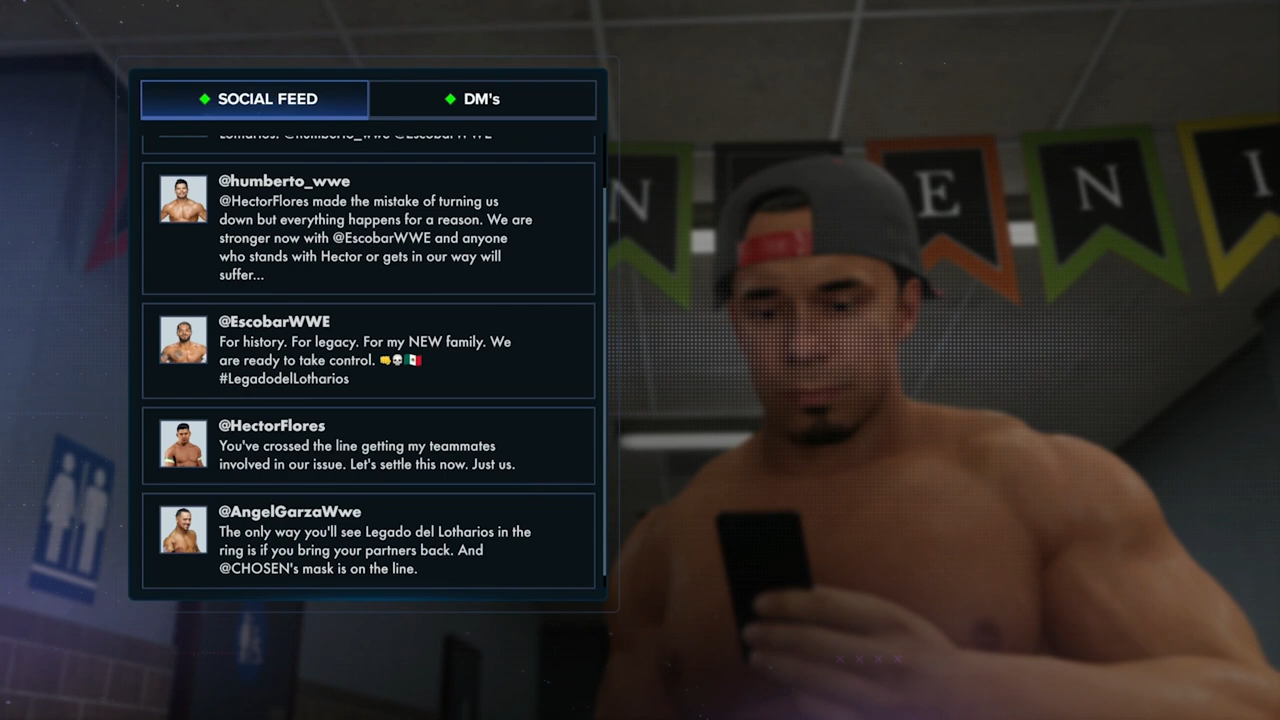 SOCIAL FEED
DM's
Lotharios. @humberto_wwe @EscobarWWE
@humberto_wwe
@HectorFlores made the mistake of turning us
down but everything happens for a reason. We are
stronger now with @EscobarWWE and anyone
who stands with Hector or gets in our way will
suffer...
@EscobarWWE
For history. For legacy. For my NEW family. We
are ready to take control. 👊💀🇲🇽
#LegadodelLotharios
@HectorFlores
You've crossed the line getting my teammates
involved in our issue. Let's settle this now. Just us.
@AngelGarzaWwe
The only way you'll see Legado del Lotharios in the
ring is if you bring your partners back. And
@CHOSEN's mask is on the line.
N E N I